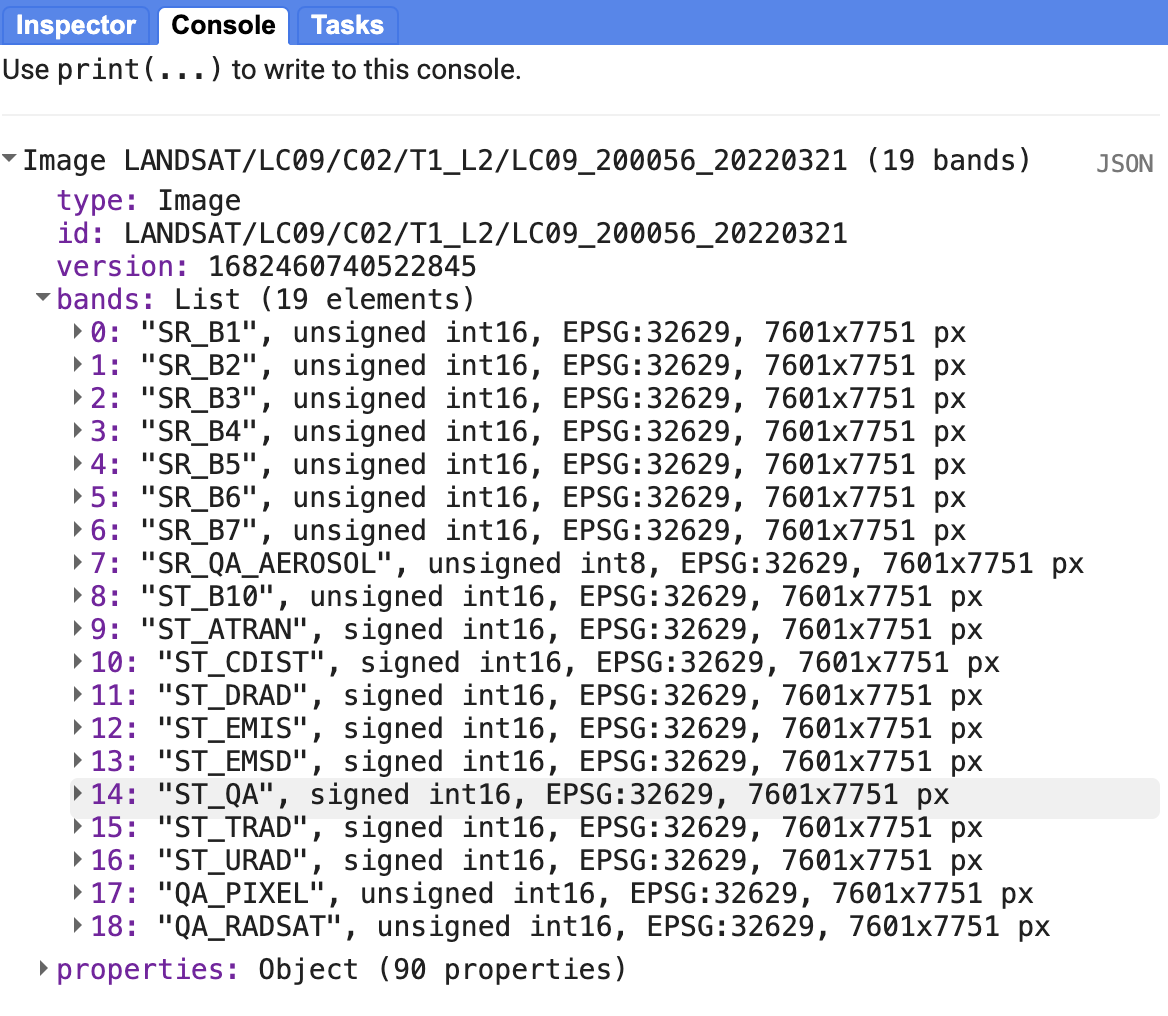 Inspector Console Tasks
Use print(...) to write to this console.
Image LANDSAT/LC09/C02/T1_L2/LC09_200056_20220321 (19 bands) JSON
type: Image
id: LANDSAT/LC09/C02/T1_L2/LC09_200056_20220321
version: 1682460740522845
bands: List (19 elements)
0: "SR_B1", unsigned int16, EPSG:32629, 7601x7751 px
1: "SR_B2", unsigned int16, EPSG:32629, 7601x7751 px
2: "SR_B3", unsigned int16, EPSG:32629, 7601x7751 px
3: "SR_B4", unsigned int16, EPSG:32629, 7601x7751 px
4: "SR_B5", unsigned int16, EPSG:32629, 7601x7751 px
5: "SR_B6", unsigned int16, EPSG:32629, 7601x7751 px
6: "SR_B7", unsigned int16, EPSG:32629, 7601x7751 px
7: "SR_QA_AEROSOL", unsigned int8, EPSG:32629, 7601x7751 px
8: "ST_B10", unsigned int16, EPSG:32629, 7601x7751 px
9: "ST_ATRAN", signed int16, EPSG:32629, 7601x7751 px
10: "ST_CDIST", signed int16, EPSG:32629, 7601x7751 px
11: "ST_DRAD", signed int16, EPSG:32629, 7601x7751 px
12: "ST_EMIS", signed int16, EPSG:32629, 7601x7751 px
13: "ST_EMSD", signed int16, EPSG:32629, 7601x7751 px
14: "ST_QA", signed int16, EPSG:32629, 7601x7751 px
15: "ST_TRAD", signed int16, EPSG:32629, 7601x7751 px
16: "ST_URAD", signed int16, EPSG:32629, 7601x7751 px
17: "QA_PIXEL", unsigned int16, EPSG:32629, 7601x7751 px
18: "QA_RADSAT", unsigned int16, EPSG:32629, 7601x7751 px
properties: Object (90 properties)